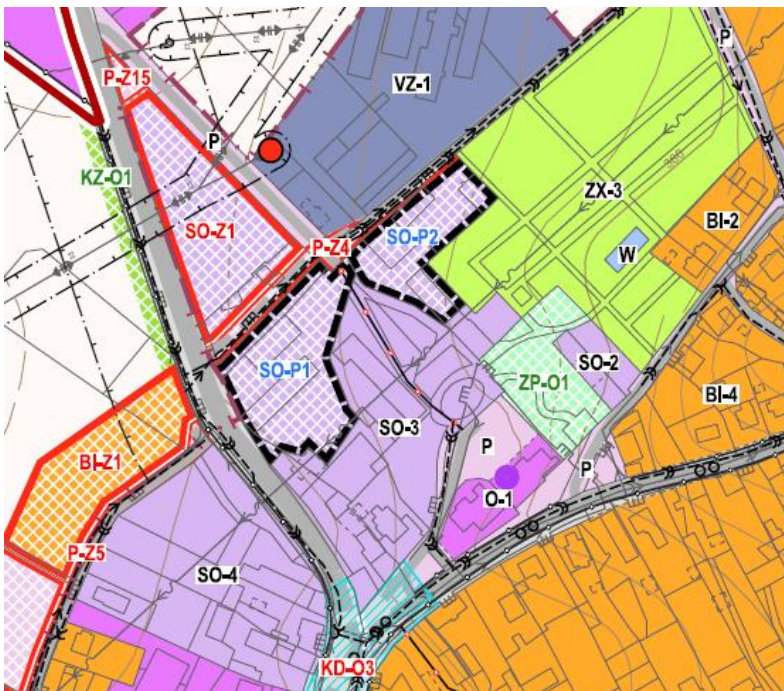 P
P-Z15
VZ-1
P
KZ-O1
ZX-3
380
BI-2
SO-Z1
SO-P2
P-Z4
W
SO-P1
SO-2
ZP-O1
BI-4
SO-3
P
P
BI-Z1
O-1
P-Z5
SO-4
KD-O3